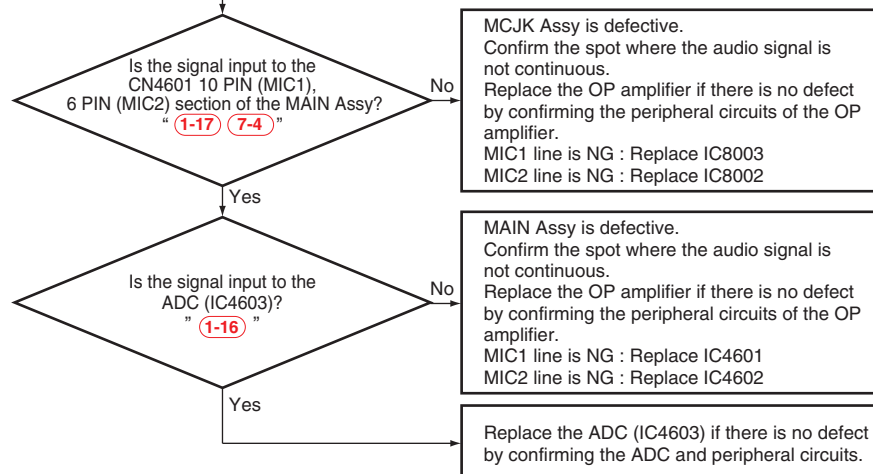 Is the signal input to the
CN4601 10 PIN (MIC1),
6 PIN (MIC2) section of the MAIN Assy?
“ 1-17 7-4 ”
No
MCJK Assy is defective.
Confirm the spot where the audio signal is
not continuous.
Replace the OP amplifier if there is no defect
by confirming the peripheral circuits of the OP
amplifier.
MIC1 line is NG : Replace IC8003
MIC2 line is NG : Replace IC8002
Yes
Is the signal input to the
ADC (IC4603)?
” 1-16 ”
No
MAIN Assy is defective.
Confirm the spot where the audio signal is
not continuous.
Replace the OP amplifier if there is no defect
by confirming the peripheral circuits of the OP
amplifier.
MIC1 line is NG : Replace IC4601
MIC2 line is NG : Replace IC4602
Yes
Replace the ADC (IC4603) if there is no defect
by confirming the ADC and peripheral circuits.